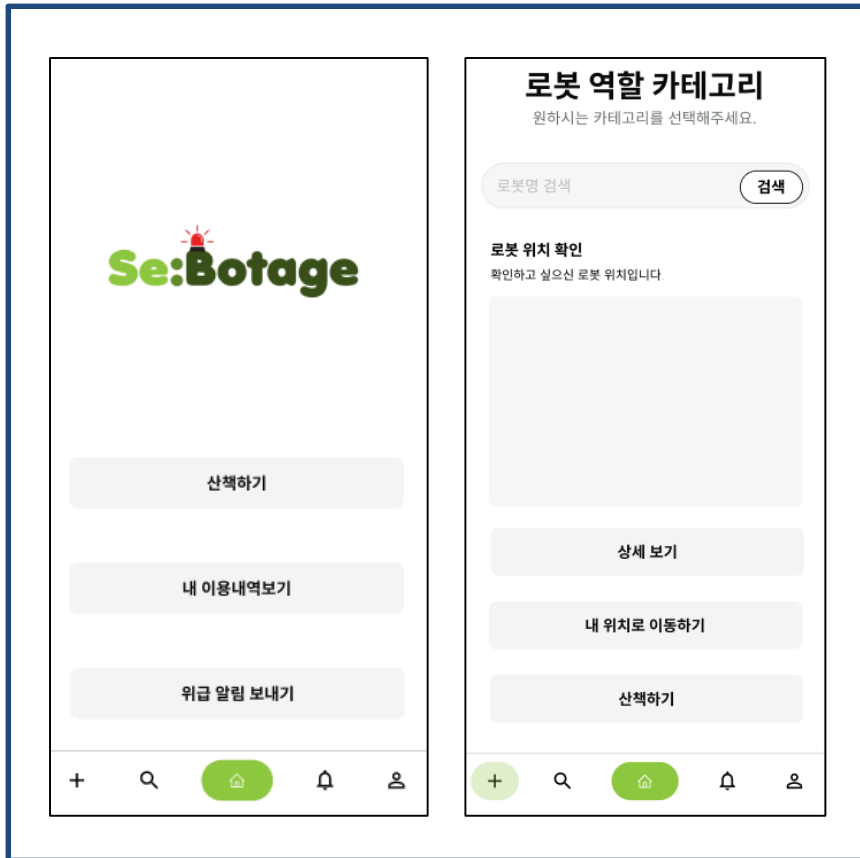 Se:Botage
산책하기
내 이용내역보기
위급 알림 보내기
로봇 역할 카테고리
원하시는 카테고리를 선택해주세요.
로봇명 검색
검색
로봇 위치 확인
확인하고 싶으신 로봇 위치입니다.
상세 보기
내 위치로 이동하기
산책하기